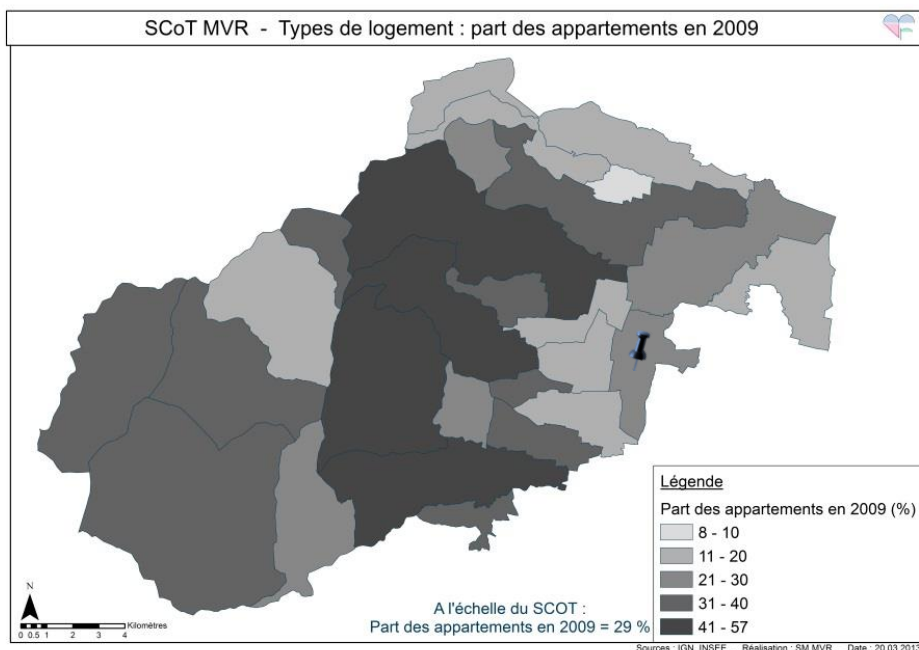 SCoT MVR - Types de logement : part des appartements en 2009
Légende
Part des appartements en 2009 (%)
8 - 10
11 - 20
21 - 30
31 - 40
41 - 57
N
Kilomètres
0 0.5 1 2 3 4
A l'échelle du SCOT :
Part des appartements en 2009 = 29 %
Sources : IGN, INSEE Réalisation : SM MVR Date : 20.03.2013